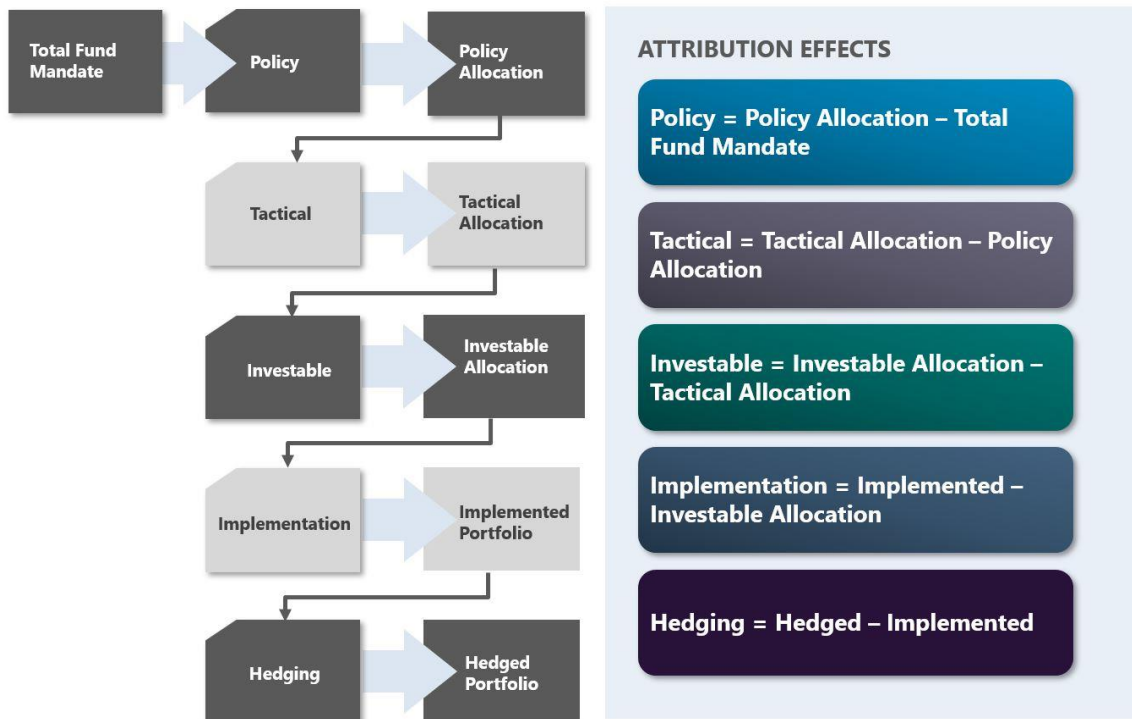 Total Fund
Mandate
Policy
Policy
Allocation
Tactical
Tactical
Allocation
Investable
Investable
Allocation
Implementation
Implemented
Portfolio
Hedging
Hedged
Portfolio
ATTRIBUTION EFFECTS
Policy = Policy Allocation – Total
Fund Mandate
Tactical = Tactical Allocation – Policy
Allocation
Investable = Investable Allocation –
Tactical Allocation
Implementation = Implemented –
Investable Allocation
Hedging = Hedged – Implemented